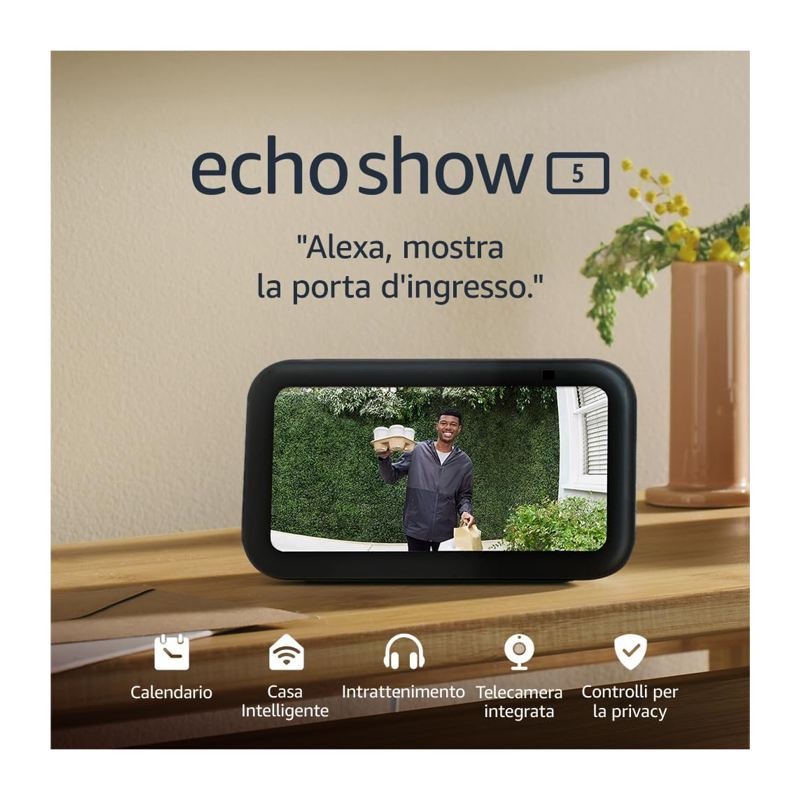 echo show 5
"Alexa, mostra
la porta d'ingresso."
Calendario
Casa
Intelligente
Intrattenimento
Telecamera
integrata
Controlli per
la privacy